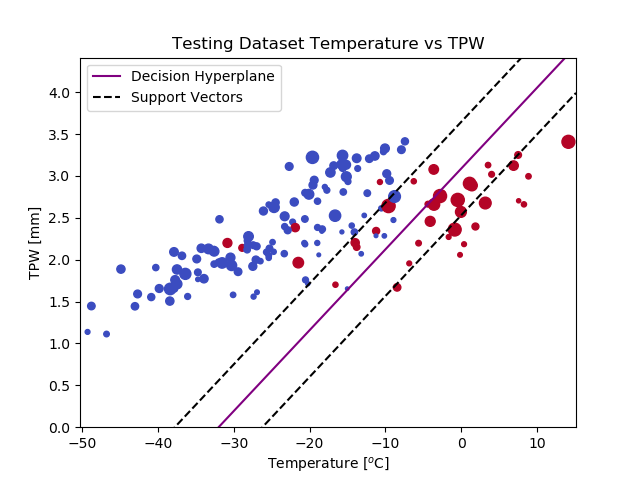 Testing Dataset Temperature vs TPW
Decision Hyperplane
Support Vectors
TPW [mm]
4.0
3.5
3.0
2.5
2.0
1.5
1.0
0.5
0.0
−50 −40 −30 −20 −10 0 10
Temperature [°C]